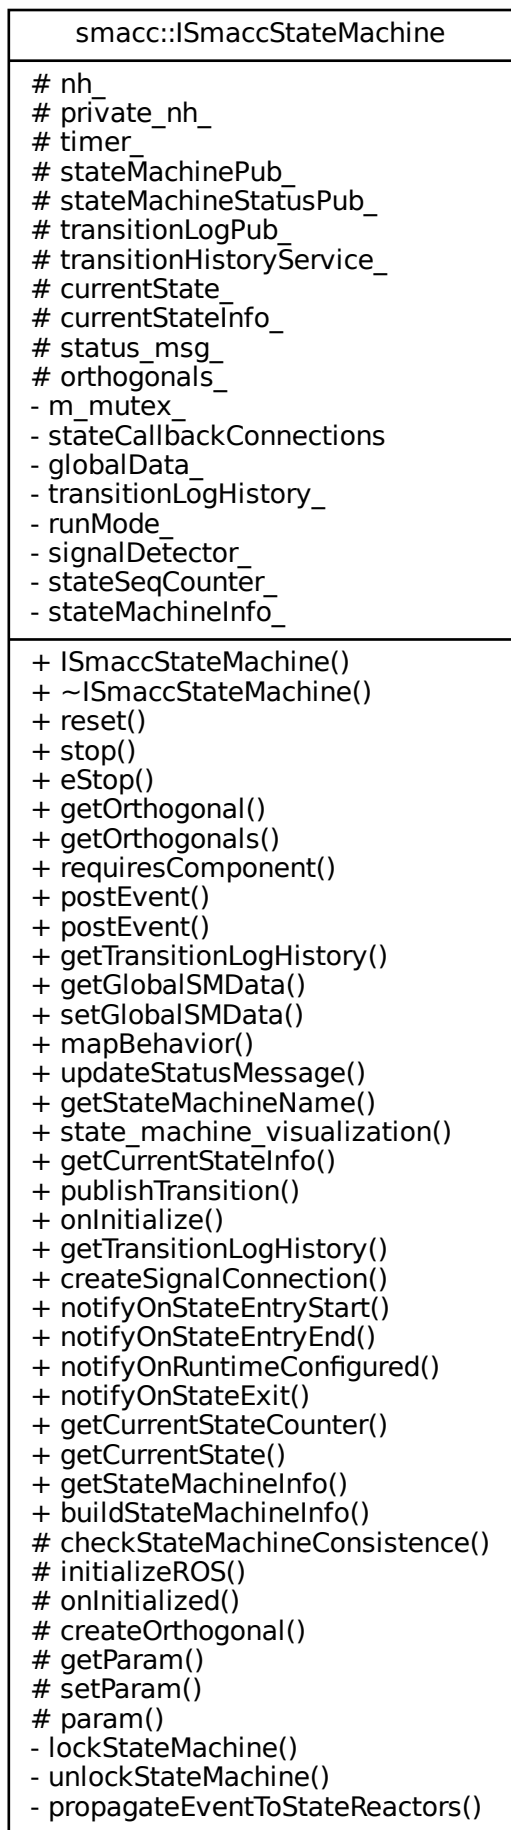 smacc::ISmaccStateMachine
# nh_
# private_nh_
# timer_
# stateMachinePub_
# stateMachineStatusPub_
# transitionLogPub_
# transitionHistoryService_
# currentState_
# currentStateInfo_
# status_msg_
# orthogonals_
- m_mutex_
- stateCallbackConnections
- globalData_
- transitionLogHistory_
- runMode_
- signalDetector_
- stateSeqCounter_
- stateMachineInfo_
+ ISmaccStateMachine()
+ ~ISmaccStateMachine()
+ reset()
+ stop()
+ eStop()
+ getOrthogonal()
+ getOrthogonals()
+ requiresComponent()
+ postEvent()
+ postEvent()
+ getTransitionLogHistory()
+ getGlobalSMData()
+ setGlobalSMData()
+ mapBehavior()
+ updateStatusMessage()
+ getStateMachineName()
+ state_machine_visualization()
+ getCurrentStateInfo()
+ publishTransition()
+ onInitialize()
+ getTransitionLogHistory()
+ createSignalConnection()
+ notifyOnStateEntryStart()
+ notifyOnStateEntryEnd()
+ notifyOnRuntimeConfigured()
+ notifyOnStateExit()
+ getCurrentStateCounter()
+ getCurrentState()
+ getStateMachineInfo()
+ buildStateMachineInfo()
# checkStateMachineConsistence()
# initializeROS()
# onInitialized()
# createOrthogonal()
# getParam()
# setParam()
# param()
- lockStateMachine()
- unlockStateMachine()
- propagateEventToStateReactors()